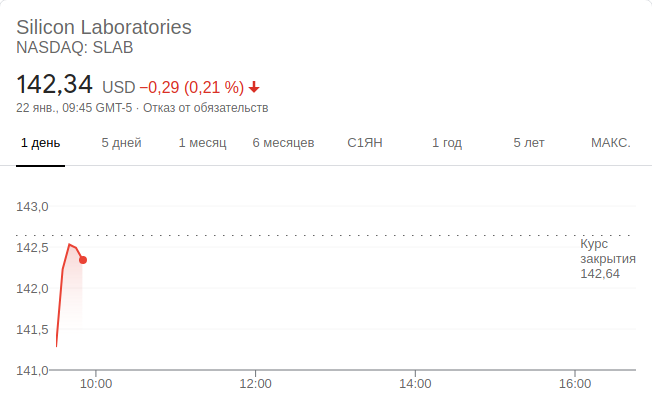 Silicon Laboratories
NASDAQ: SLAB
142,34 USD −0,29 (0,21 %)
22 янв., 09:45 GMT-5 · Отказ от обязательств
1 день 5 дней 1 месяц 6 месяцев С1ЯН 1 год 5 лет МАКС.
143,0
142,5
142,0
141,5
141,0
Курс
закрытия
142,64
10:00 12:00 14:00 16:00